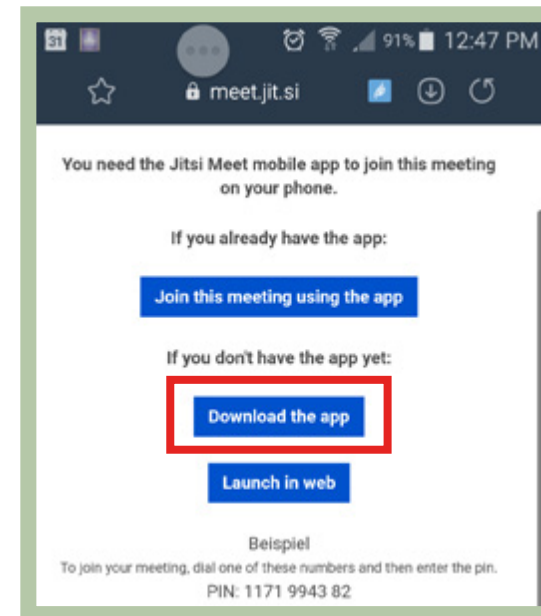 31 91% 12:47 PM
meet.jit.si
You need the Jitsi Meet mobile app to join this meeting
on your phone.
If you already have the app:
Join this meeting using the app
If you don't have the app yet:
Download the app
Launch in web
Beispiel
To join your meeting, dial one of these numbers and then enter the pin.
PIN: 1171 9943 82